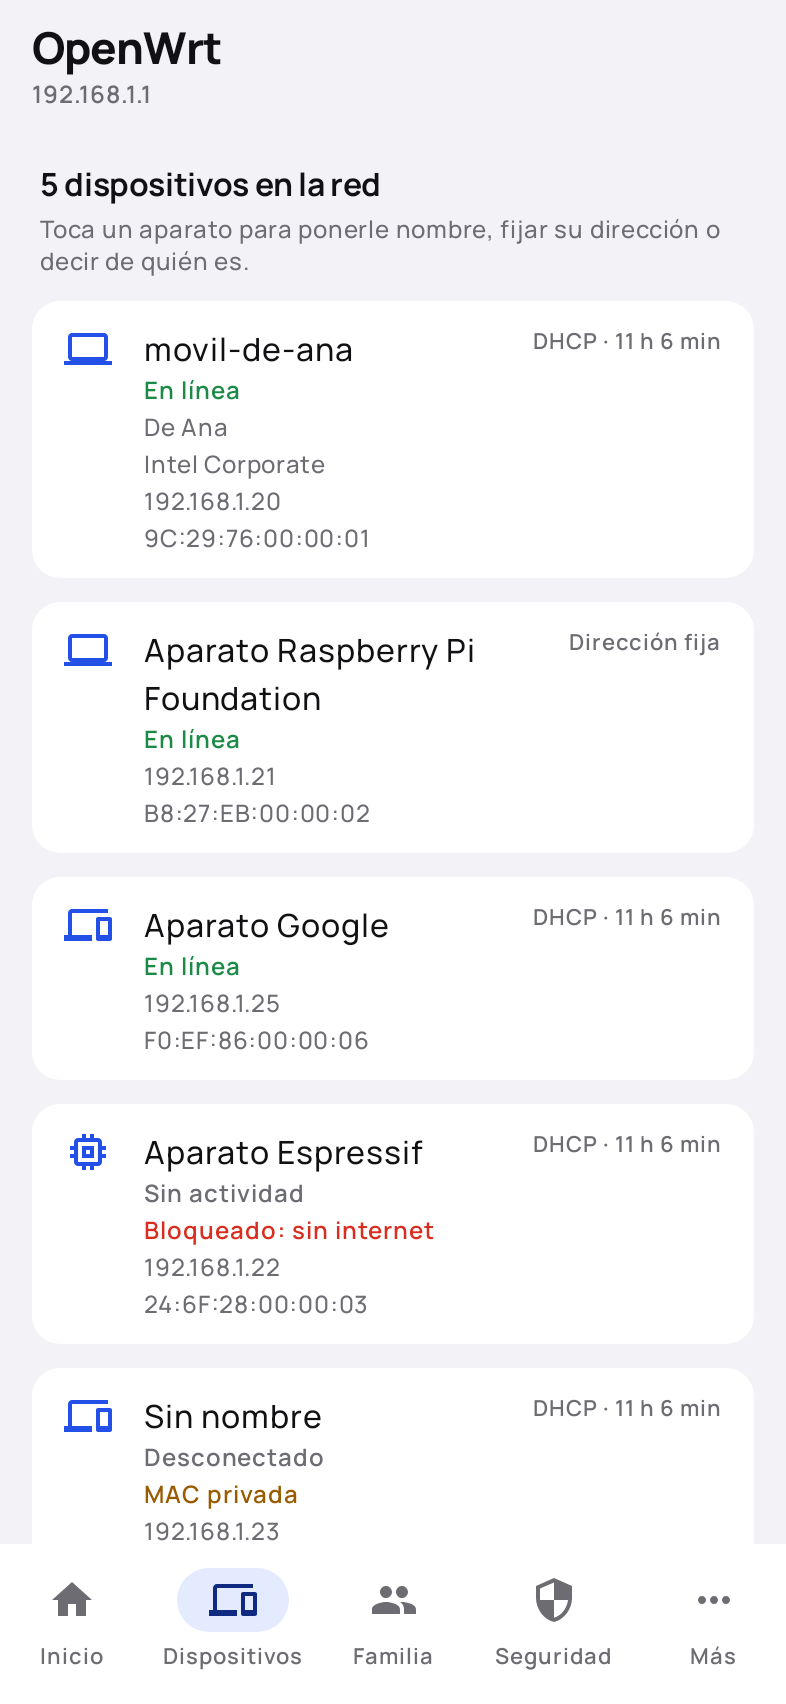 OpenWrt
192.168.1.1
5 dispositivos en la red
Toca un aparato para ponerle nombre, fijar su dirección o
decir de quién es.
movil-de-ana
DHCP · 11 h 6 min
En línea
De Ana
Intel Corporate
192.168.1.20
9C:29:76:00:00:01
Aparato Raspberry Pi
Foundation
Dirección fija
En línea
192.168.1.21
B8:27:EB:00:00:02
Aparato Google
DHCP · 11 h 6 min
En línea
192.168.1.25
F0:EF:86:00:00:06
Aparato Espressif
DHCP · 11 h 6 min
Sin actividad
Bloqueado: sin internet
192.168.1.22
24:6F:28:00:00:03
Sin nombre
DHCP · 11 h 6 min
Desconectado
MAC privada
192.168.1.23
Inicio
Dispositivos
Familia
Seguridad
Más